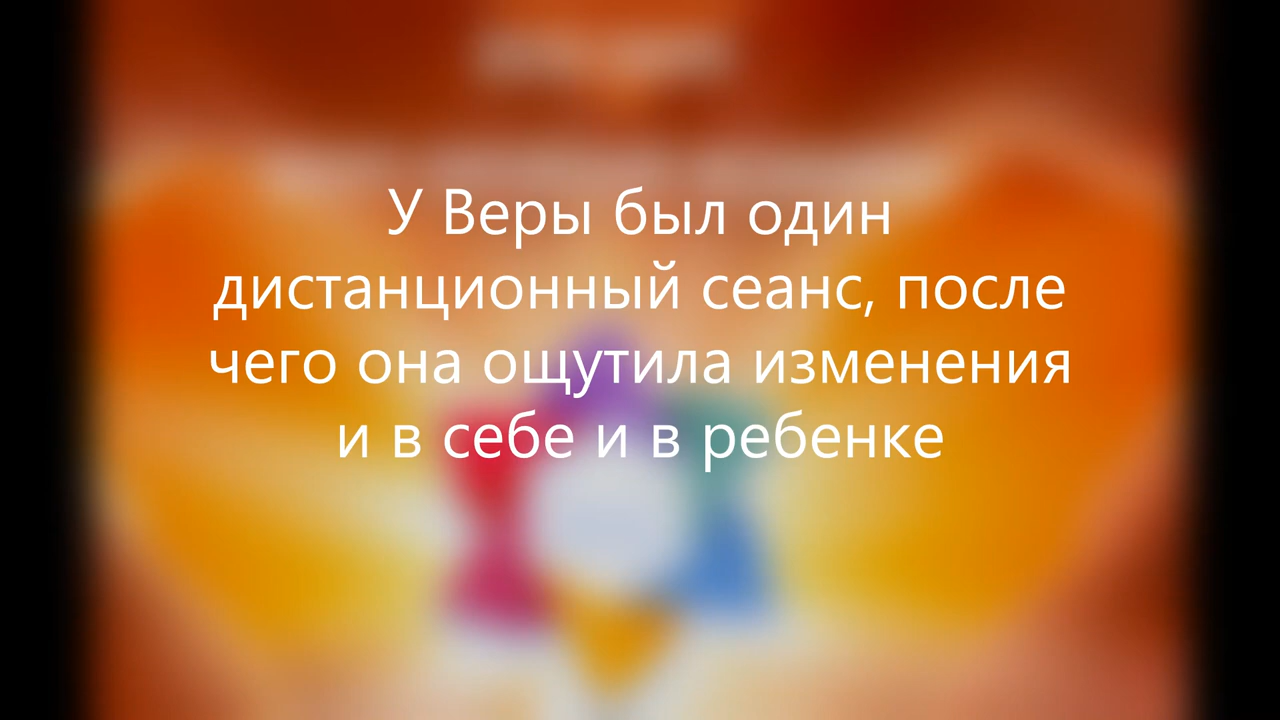 У Веры был один
дистанционный сеанс, после
чего она ощутила изменения
и в себе и в ребенке